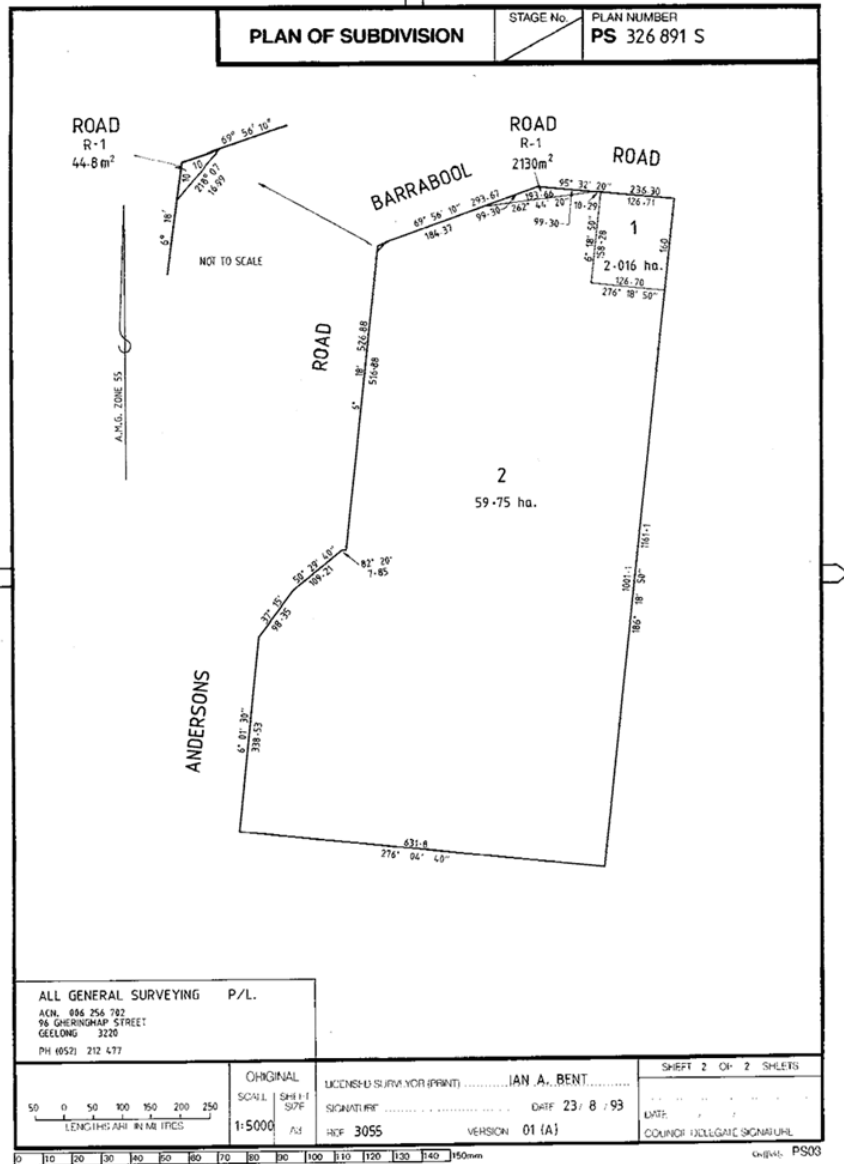 PLAN OF SUBDIVISION
STAGE No.
PLAN NUMBER
PS 326 891 S
ROAD
R-1
44·8 m²
69° 56' 10"
10
10
218° 07
16·99
6° 18'
NOT TO SCALE
A.M.G. ZONE 55
BARRABOOL
ROAD
R-1
2130m²
ROAD
69° 56' 10" 293·67
184·37
99·30
262° 44' 20"
193·66
95° 32' 20" 236·30
126·71
10·29
99·30
6° 18' 50"
158·28
1
2·016 ha.
160
126·70
276° 18' 50"
ROAD
526·88
516·88
18'
2
59·75 ha.
50° 29' 40"
109·21
82° 20'
7·85
37° 15'
98·35
1161·1
1001·1
186° 18' 50"
ANDERSONS
6° 01' 30"
338·53
631·8
276° 04' 40"
ALL GENERAL SURVEYING P/L.
ACN. 006 256 702
96 GHERINGHAP STREET
GEELONG 3220
PH (052) 212 477
50 0 50 100 150 200 250
LENGTHS ARE IN METRES
ORIGINAL
SCALE
SHEET SIZE
1:5000
A3
LICENSED SURVEYOR (PRINT) IAN A. BENT
SIGNATURE DATE 23 / 8 / 93
REF 3055 VERSION 01 (A)
SHEET 2 OF 2 SHEETS
DATE / /
COUNCIL DELEGATE SIGNATURE
0 10 20 30 40 50 60 70 80 90 100 110 120 130 140 150mm
PS03